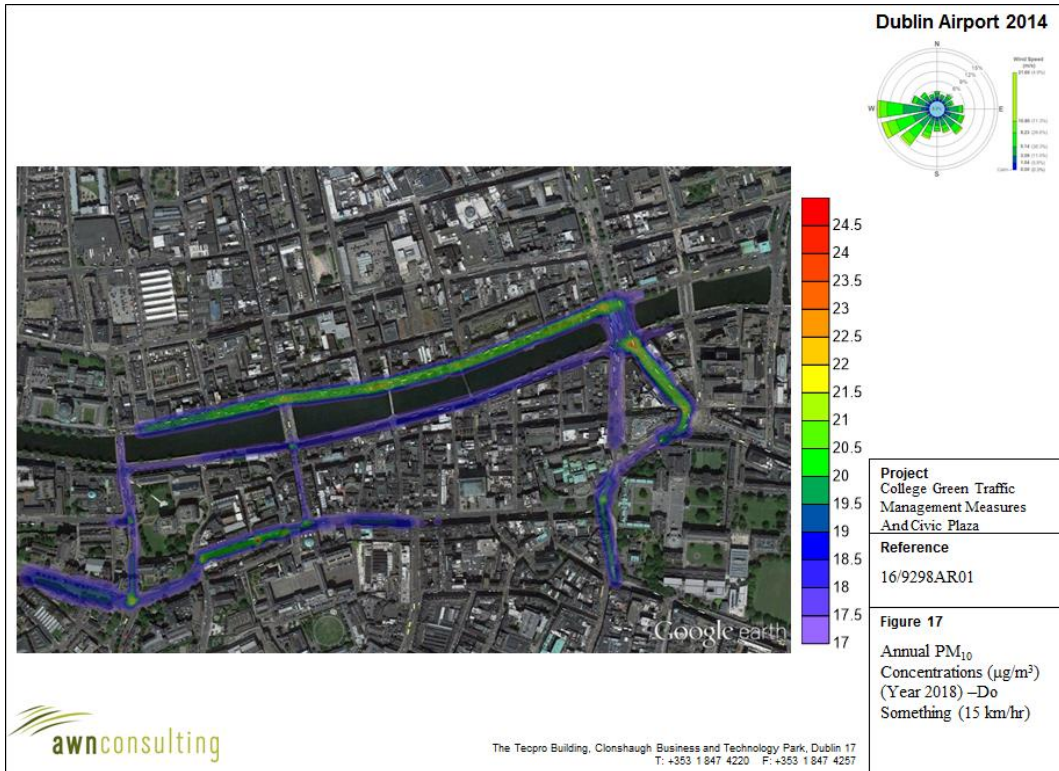 Dublin Airport 2014
N
W
E
S
Wind Speed
(m/s)
24.5
24
23.5
23
22.5
22
21.5
21
20.5
20
19.5
19
18.5
18
17.5
17
Google earth
Project
College Green Traffic
Management Measures
And Civic Plaza
Reference
16/9298AR01
Figure 17
Annual PM₁₀
Concentrations (µg/m³)
(Year 2018) –Do
Something (15 km/hr)
awnconsulting
The Tecpro Building, Clonshaugh Business and Technology Park, Dublin 17
T: +353 1 847 4220 F: +353 1 847 4257